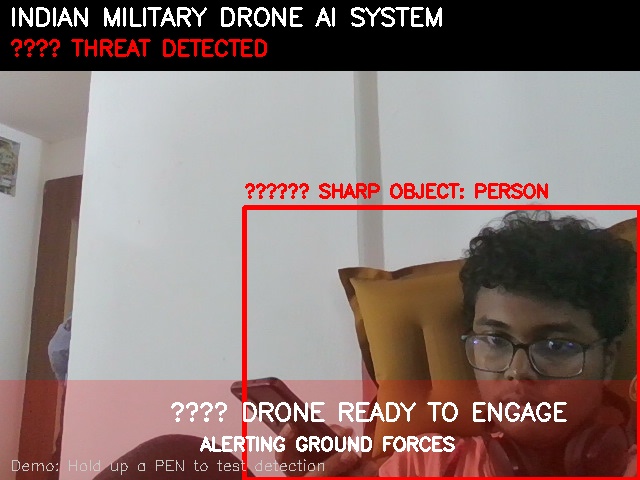 INDIAN MILITARY DRONE AI SYSTEM
???? THREAT DETECTED
?????? SHARP OBJECT: PERSON
???? DRONE READY TO ENGAGE
ALERTING GROUND FORCES
Demo: Hold up a PEN to test detection